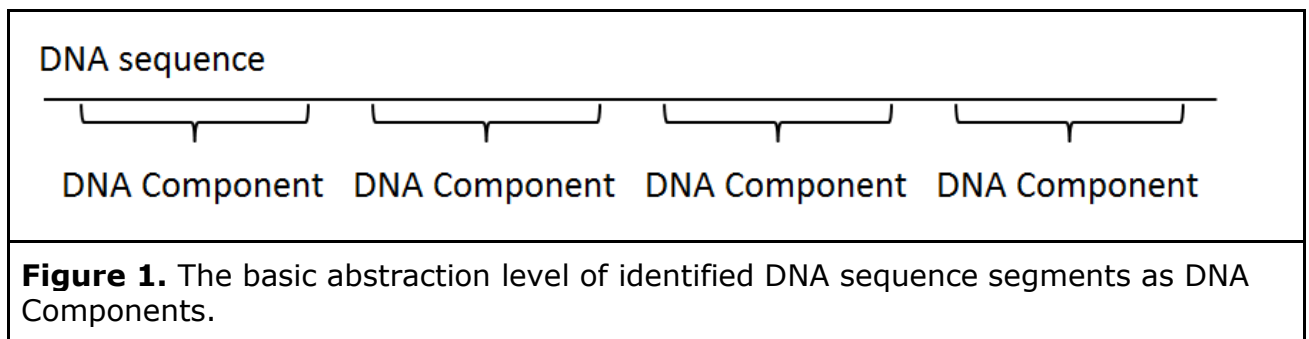 DNA sequence
DNA Component DNA Component DNA Component DNA Component
Figure 1. The basic abstraction level of identified DNA sequence segments as DNA
Components.